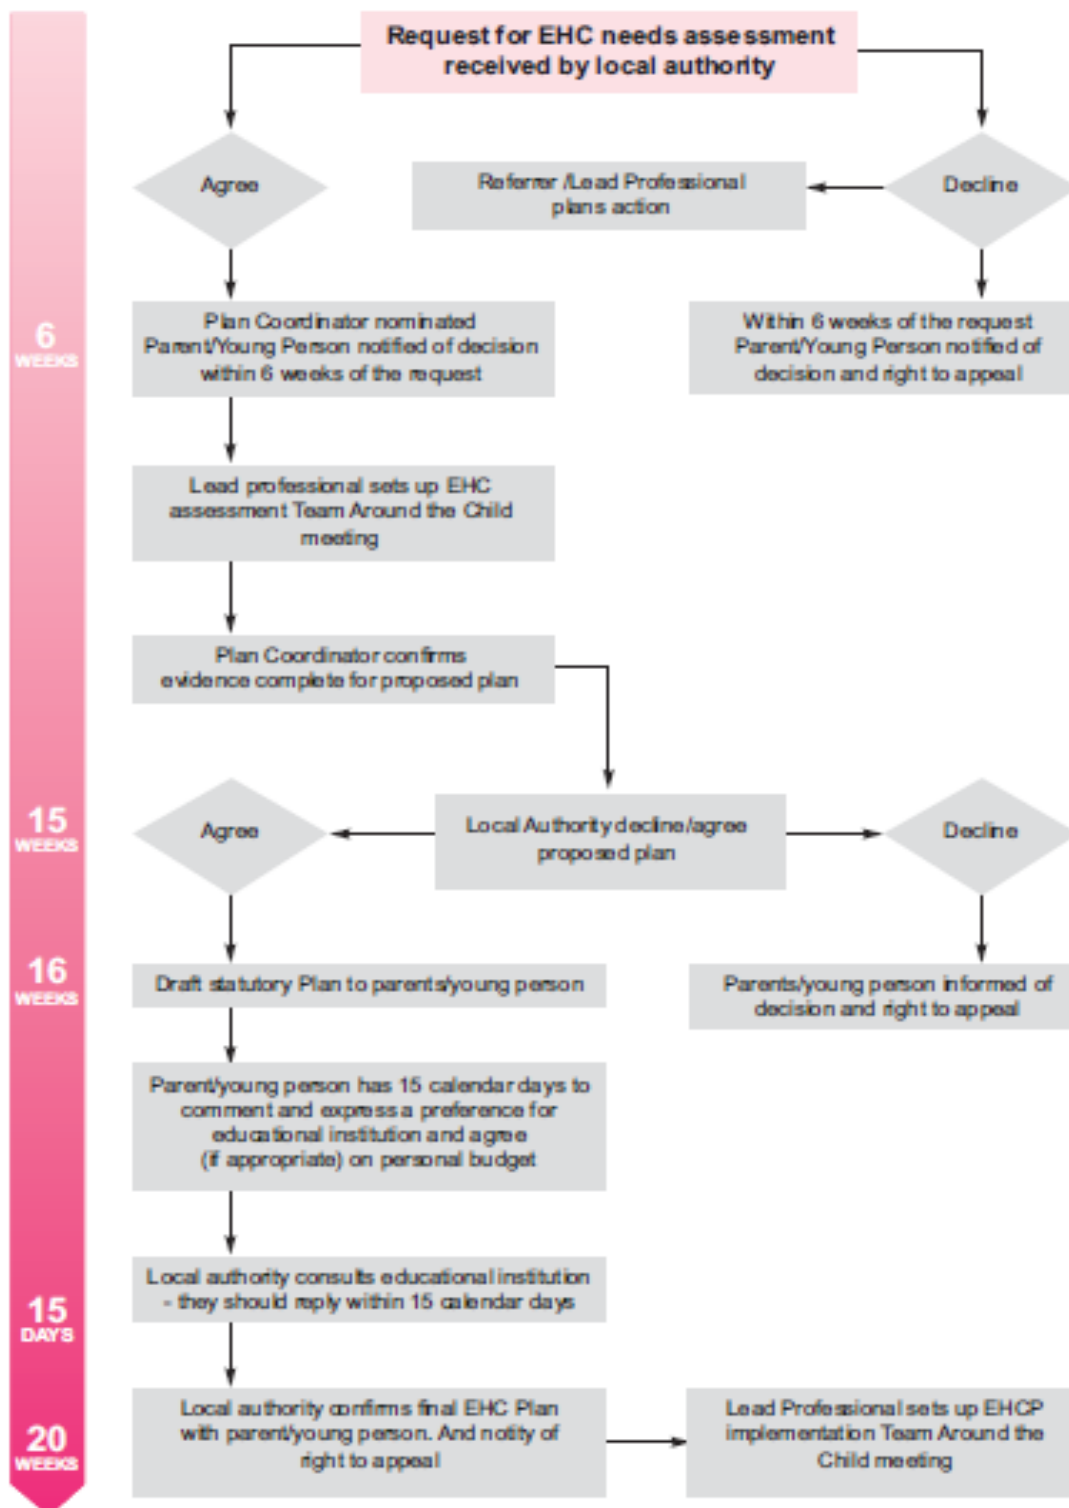 Request for EHC needs assessment
received by local authority
Agree
Referrer /Lead Professional
plans action
Decline
6
WEEKS
Plan Coordinator nominated
Parent/Young Person notified of decision
within 6 weeks of the request
Within 6 weeks of the request
Parent/Young Person notified of
decision and right to appeal
Lead professional sets up EHC
assessment Team Around the Child
meeting
Plan Coordinator confirms
evidence complete for proposed plan
15
WEEKS
Agree
Local Authority decline/agree
proposed plan
Decline
16
WEEKS
Draft statutory Plan to parents/young person
Parents/young person informed of
decision and right to appeal
Parent/young person has 15 calendar days to
comment and express a preference for
educational institution and agree
(if appropriate) on personal budget
Local authority consults educational institution
- they should reply within 15 calendar days
15
DAYS
20
WEEKS
Local authority confirms final EHC Plan
with parent/young person. And notity of
right to appeal
Lead Professional sets up EHCP
implementation Team Around the
Child meeting